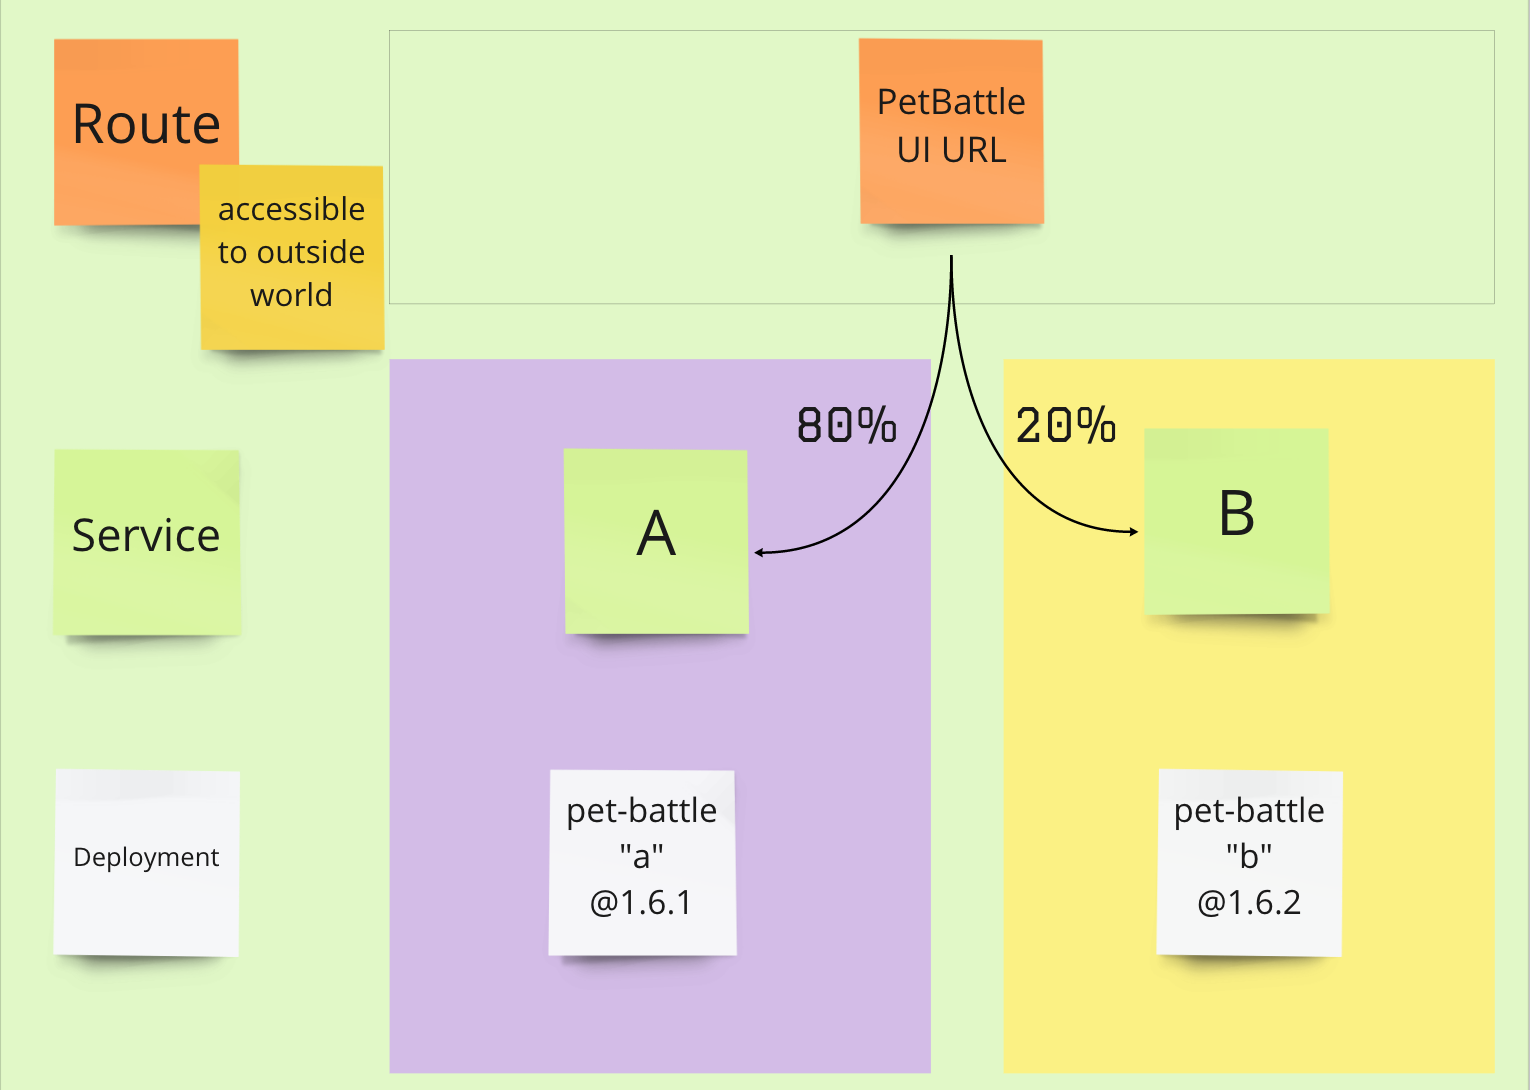 Route
accessible
to outside
world
PetBattle
UI URL
80%
20%
Service
A
B
Deployment
pet-battle
"a"
@1.6.1
pet-battle
"b"
@1.6.2